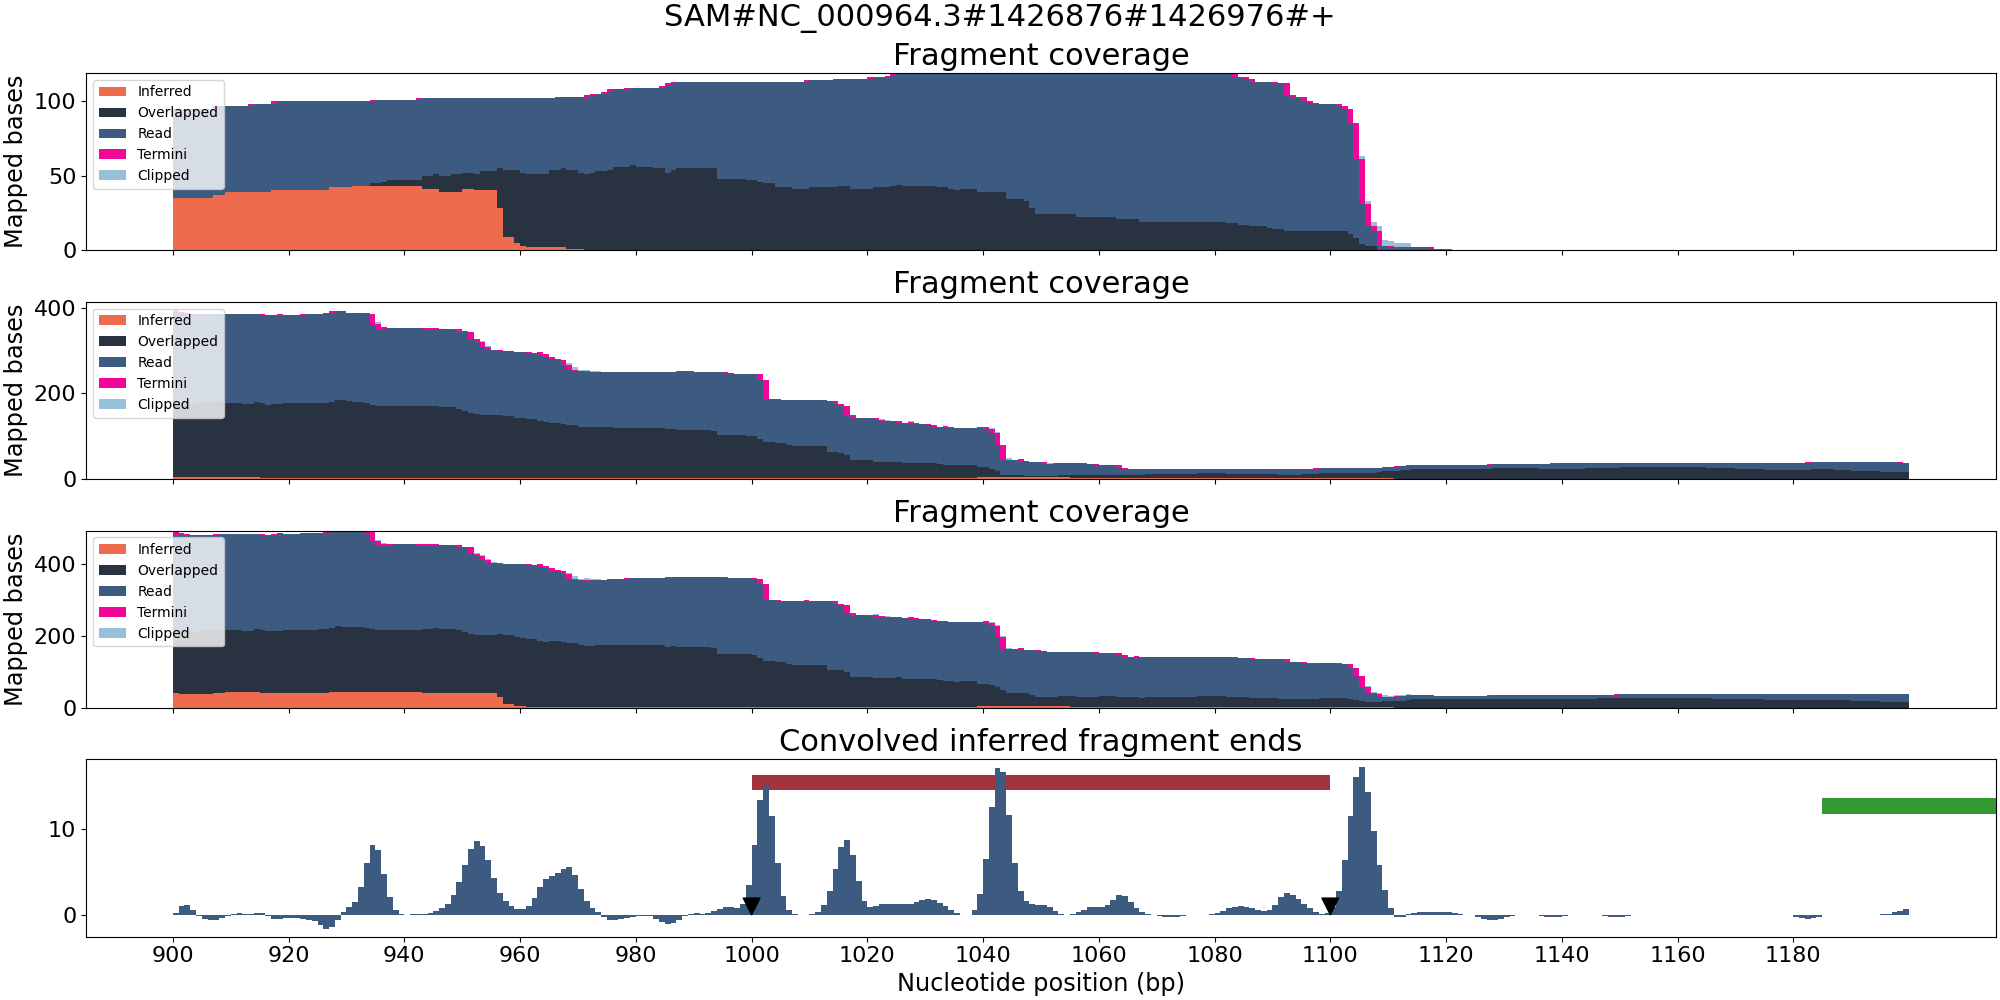 SAM#NC_000964.3#1426876#1426976#+
Fragment coverage
Mapped bases
100
50
0
Inferred
Overlapped
Read
Termini
Clipped
Fragment coverage
Mapped bases
400
200
0
Inferred
Overlapped
Read
Termini
Clipped
Fragment coverage
Mapped bases
400
200
0
Inferred
Overlapped
Read
Termini
Clipped
Convolved inferred fragment ends
10
0
900 920 940 960 980 1000 1020 1040 1060 1080 1100 1120 1140 1160 1180
Nucleotide position (bp)